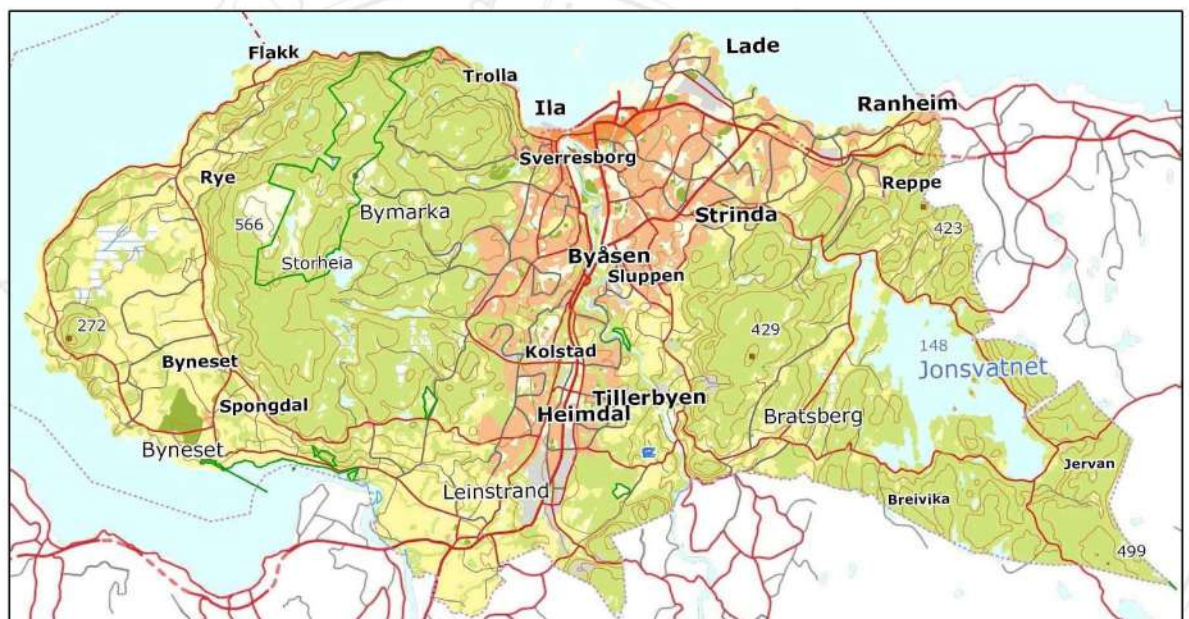 Lade
Flakk
Trolla
Ila
Ranheim
Sverresborg
Rye
Reppe
Bymarka
Strinda
566
423
Byåsen
Storheia
Sluppen
272
429
148
Kolstad
Byneset
Jonsvatnet
Tillerbyen
Spongdal
Heimdal
Bratsberg
Byneset
Jervan
Leinstrand
Breivika
499